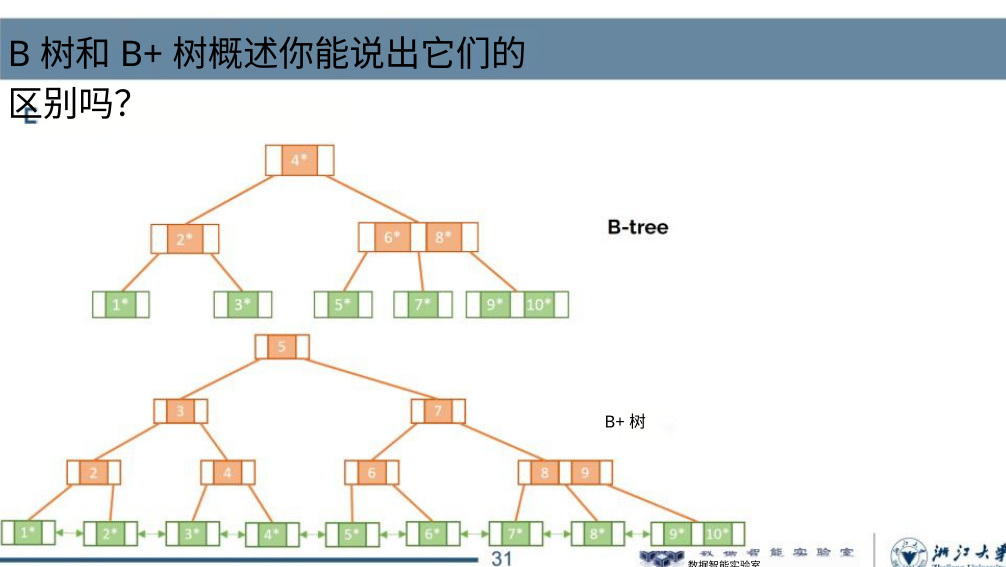 B 树和 B+ 树概述你能说出它们的
区别吗?
4*
2*
6* 8*
B-tree
1* 3* 5* 7* 9* 10*
5
3 7
B+ 树
2 4 6 8 9
1* 2* 3* 4* 5* 6* 7* 8* 9* 10*
31
数据智能实验室
数据智能实验室
浙江大学